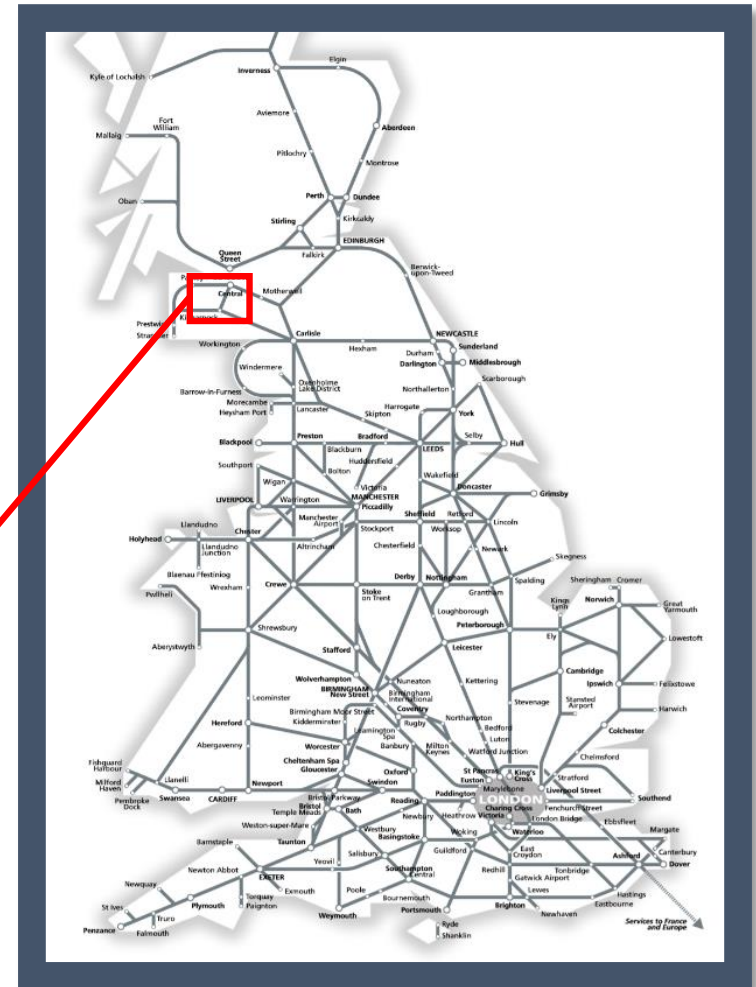 Elgin
Inverness
Kyle of Lochalsh
Aviemore
Fort
William
Aberdeen
Mallaig
Pitlochry
Montrose
Perth
Dundee
Oban
Kirkcaldy
Stirling
EDINBURGH
Falkirk
Queen
Street
Berwick-
upon-Tweed
Motherwell
Central
Carlisle
NEWCASTLE
Workington
Hexham
Sunderland
Durham
Darlington
Middlesbrough
Windermere
Oxenholme
Lake District
Northallerton
Scarborough
Barrow-in-Furness
Morecambe
Heysham Port
Lancaster
Harrogate
York
Skipton
Blackpool
Preston
Bradford
Selby
Hull
Blackburn
LEEDS
Huddersfield
Southport
Bolton
Wakefield
Wigan
Victoria
Doncaster
Grimsby
LIVERPOOL
Warrington
MANCHESTER
Piccadilly
Manchester
Airport
Sheffield
Retford
Lincoln
Llandudno
Stockport
Worksop
Holyhead
Chester
Llandudno
Junction
Altrincham
Chesterfield
Newark
Skegness
Blaenau Ffestiniog
Wrexham
Crewe
Derby
Nottingham
Spalding
Sheringham
Cromer
Pwllheli
Stoke
on Trent
Grantham
Kings
Lynn
Norwich
Great
Yarmouth
Loughborough
Shrewsbury
Peterborough
Ely
Lowestoft
Aberystwyth
Stafford
Leicester
Wolverhampton
Nuneaton
Cambridge
BIRMINGHAM
New Street
Birmingham
International
Kettering
Ipswich
Felixstowe
Leominster
Stevenage
Stansted
Airport
Birmingham Moor Street
Coventry
Harwich
Kidderminster
Rugby
Northampton
Hereford
Leamington
Spa
Bedford
Colchester
Abergavenny
Worcester
Banbury
Milton
Keynes
Luton
Watford Junction
Chelmsford
Cheltenham Spa
Gloucester
Oxford
St Pancras
King's
Cross
Stratford
Fishguard
Harbour
Llanelli
Newport
Swindon
Euston
Marylebone
Liverpool Street
Milford
Haven
Swansea
CARDIFF
Bristol Parkway
Reading
Paddington
LONDON
Southend
Pembroke
Dock
Bristol
Temple Meads
Bath
Newbury
Heathrow
Charing Cross
Victoria
Fenchurch Street
London Bridge
Ebbsfleet
Weston-super-Mare
Westbury
Basingstoke
Woking
Waterloo
Margate
Barnstaple
Taunton
Salisbury
Guildford
East
Croydon
Canterbury
Yeovil
Ashford
Dover
Newton Abbot
EXETER
Southampton
Central
Redhill
Tonbridge
Gatwick Airport
Newquay
Exmouth
Poole
Bournemouth
Lewes
Hastings
St Ives
Plymouth
Torquay
Paignton
Weymouth
Portsmouth
Brighton
Newhaven
Eastbourne
Truro
Penzance
Falmouth
Ryde
Shanklin
Services to France
and Europe